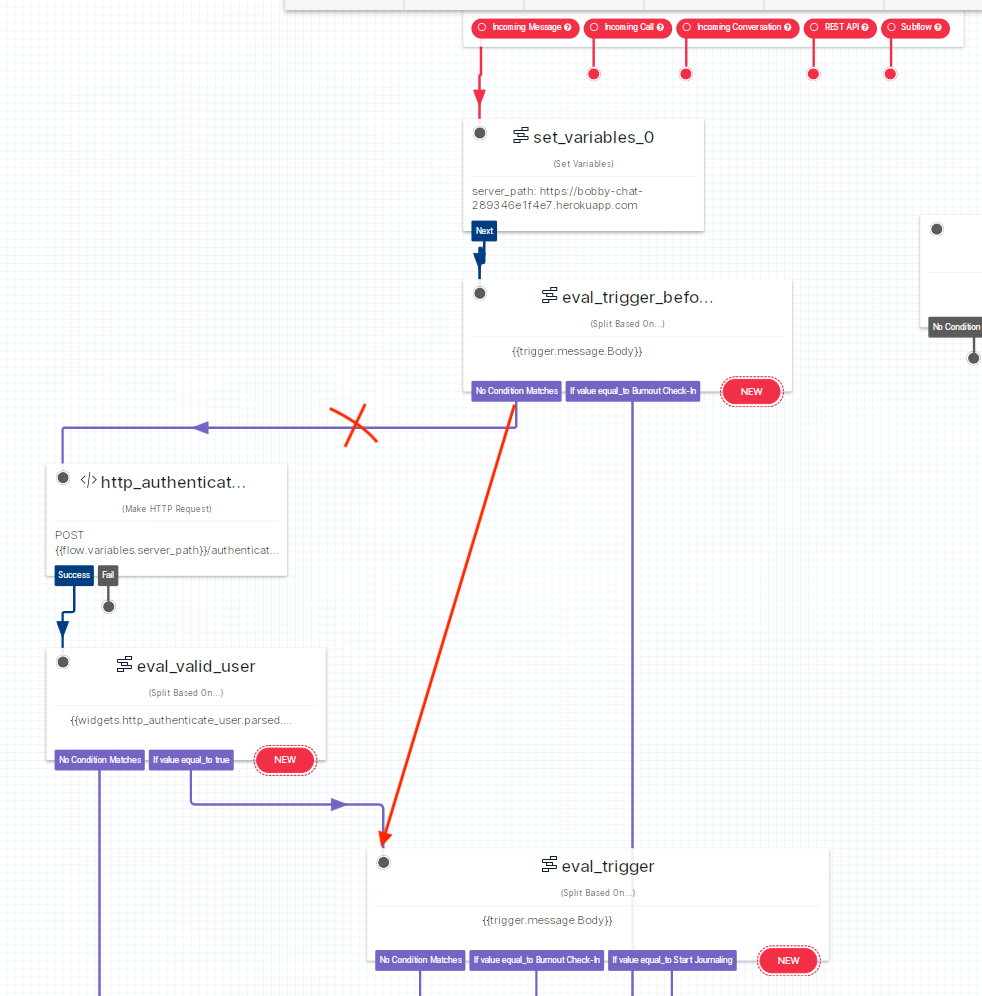 Incoming Message
Incoming Call
Incoming Conversation
REST API
Subflow
set_variables_0
(Set Variables)
server_path: https://bobby-chat-
289346e1f4e7.herokuapp.com
Next
eval_trigger_befo...
(Split Based On...)
{{trigger.message.Body}}
No Condition Matches
If value equal_to Burnout Check-In
NEW
No Condition
</> http_authenticat...
(Make HTTP Request)
POST
{{flow.variables.server_path}}/authenticat...
Success
Fail
eval_valid_user
(Split Based On...)
{{widgets.http_authenticate_user.parsed....
No Condition Matches
If value equal_to true
NEW
eval_trigger
(Split Based On...)
{{trigger.message.Body}}
No Condition Matches
If value equal_to Burnout Check-In
If value equal_to Start Journaling
NEW